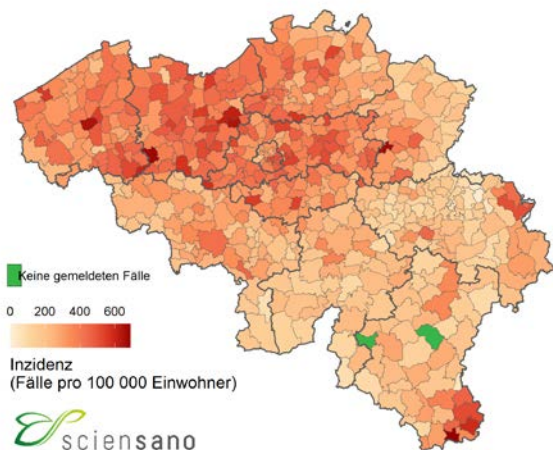 Keine gemeldeten Fälle
0 200 400 600
Inzidenz
(Fälle pro 100 000 Einwohner)
sciensano